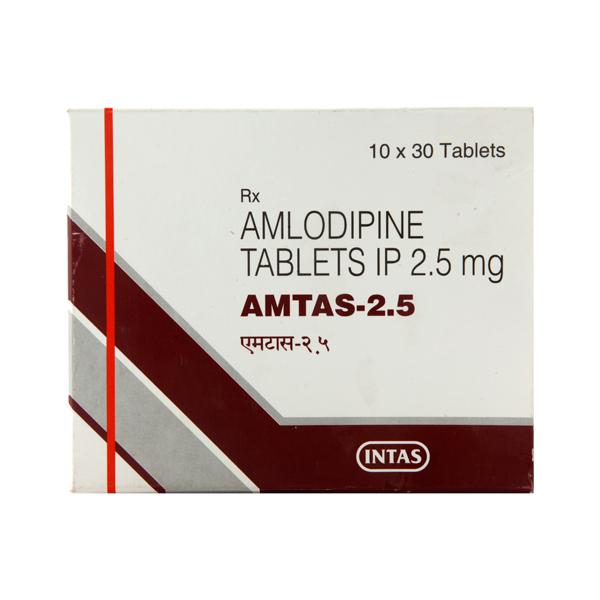 10 x 30 Tablets
Rx
AMLODIPINE
TABLETS IP 2.5 mg
AMTAS-2.5
एमटास-२.५
INTAS